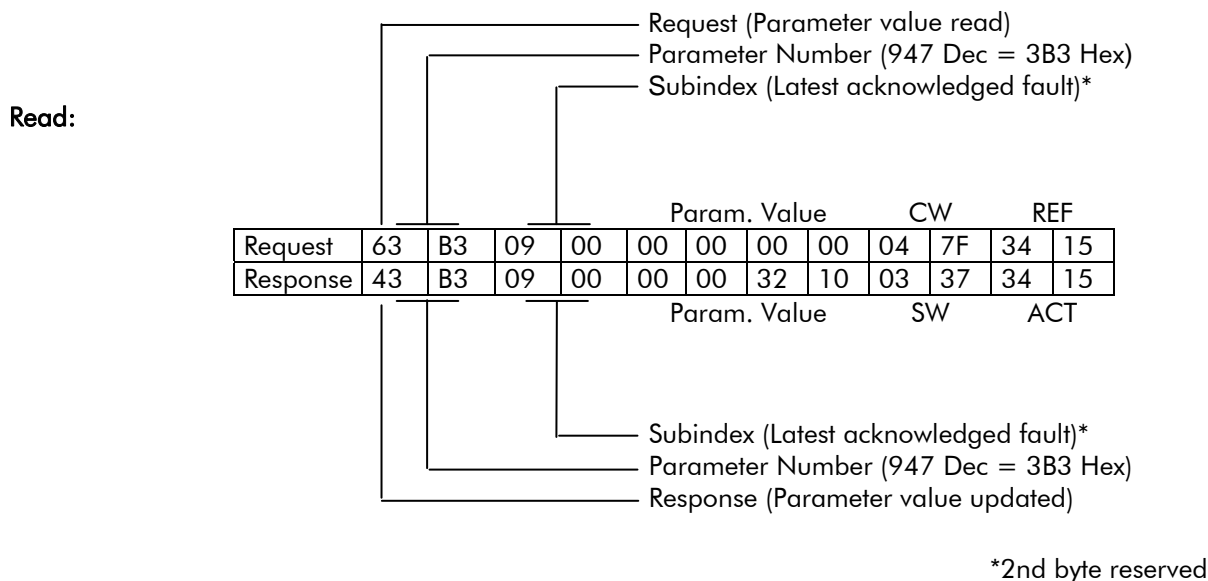 Request (Parameter value read)
Parameter Number (947 Dec = 3B3 Hex)
Subindex (Latest acknowledged fault)*
Read:
Param. Value CW REF
Request 63 B3 09 00 00 00 00 00 04 7F 34 15
Response 43 B3 09 00 00 00 32 10 03 37 34 15
Param. Value SW ACT
Subindex (Latest acknowledged fault)*
Parameter Number (947 Dec = 3B3 Hex)
Response (Parameter value updated)
*2nd byte reserved